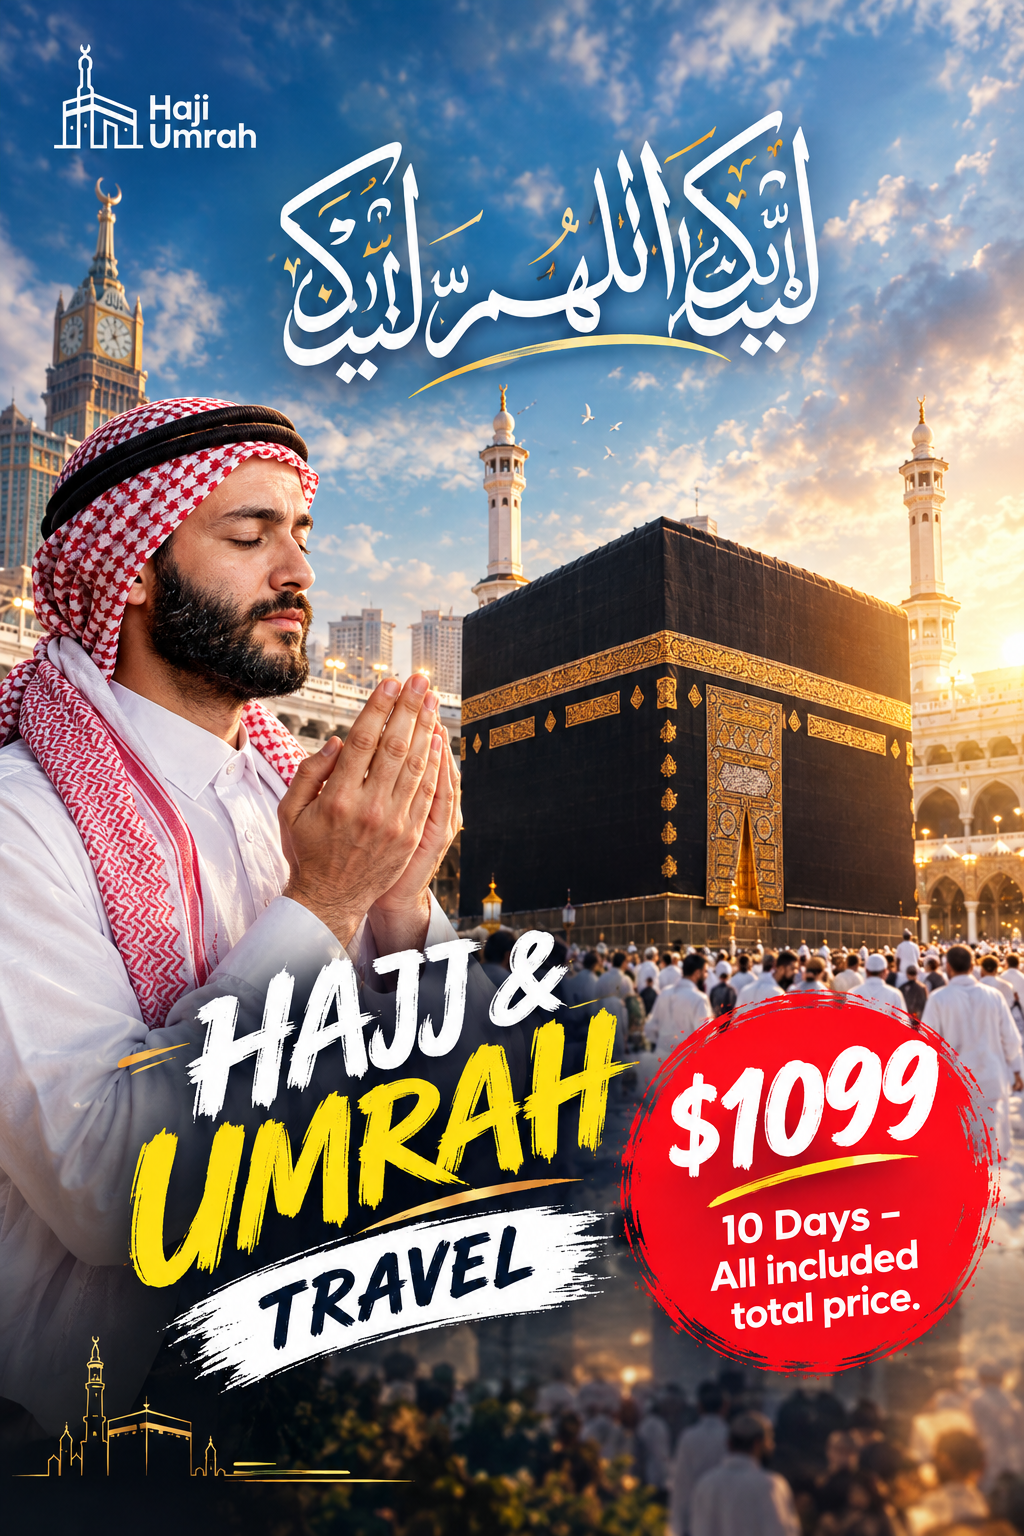 Haji
Umrah
لبيك اللهم لبيك
HAJJ &
UMRAH
TRAVEL
$1099
10 Days –
All included
total price.